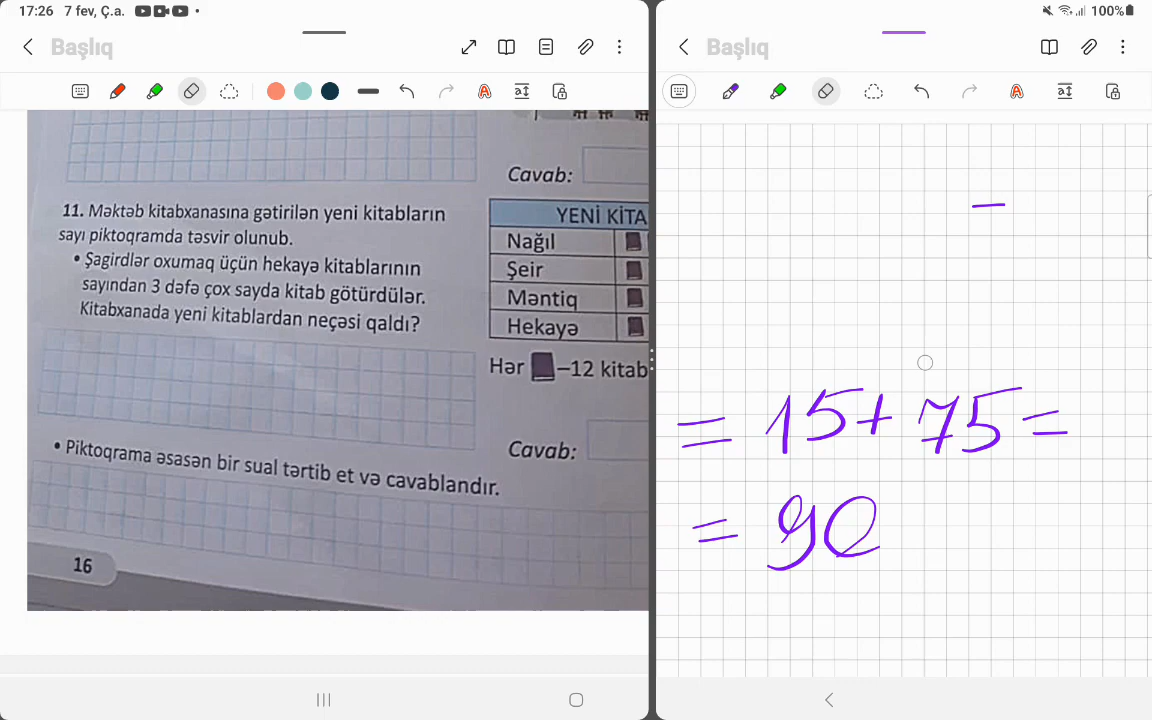 17:26 7 fev, Ç.a.
100%
Başlıq
Başlıq
Cavab:
11. Məktəb kitabxanasına gətirilən yeni kitabların
sayı piktoqramda təsvir olunub.
• Şagirdlər oxumaq üçün hekayə kitablarının
sayından 3 dəfə çox sayda kitab götürdülər.
Kitabxanada yeni kitablardan neçəsi qaldı?
YENİ KİTA
Nağıl
Şeir
Məntiq
Hekayə
Hər –12 kitab
Cavab:
• Piktoqrama əsasən bir sual tərtib et və cavablandır.
16
–
= 15+75=
= 90